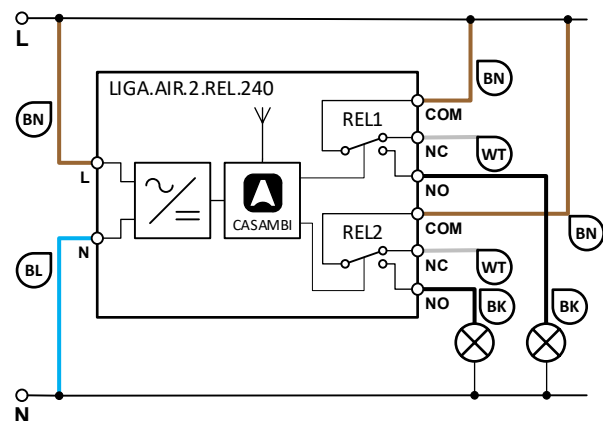 L
BN
LIGA.AIR.2.REL.240
BN
REL1
COM
NC
WT
NO
L
CASAMBI
COM
BN
REL2
N
BL
NC
WT
NO
BK
BK
N